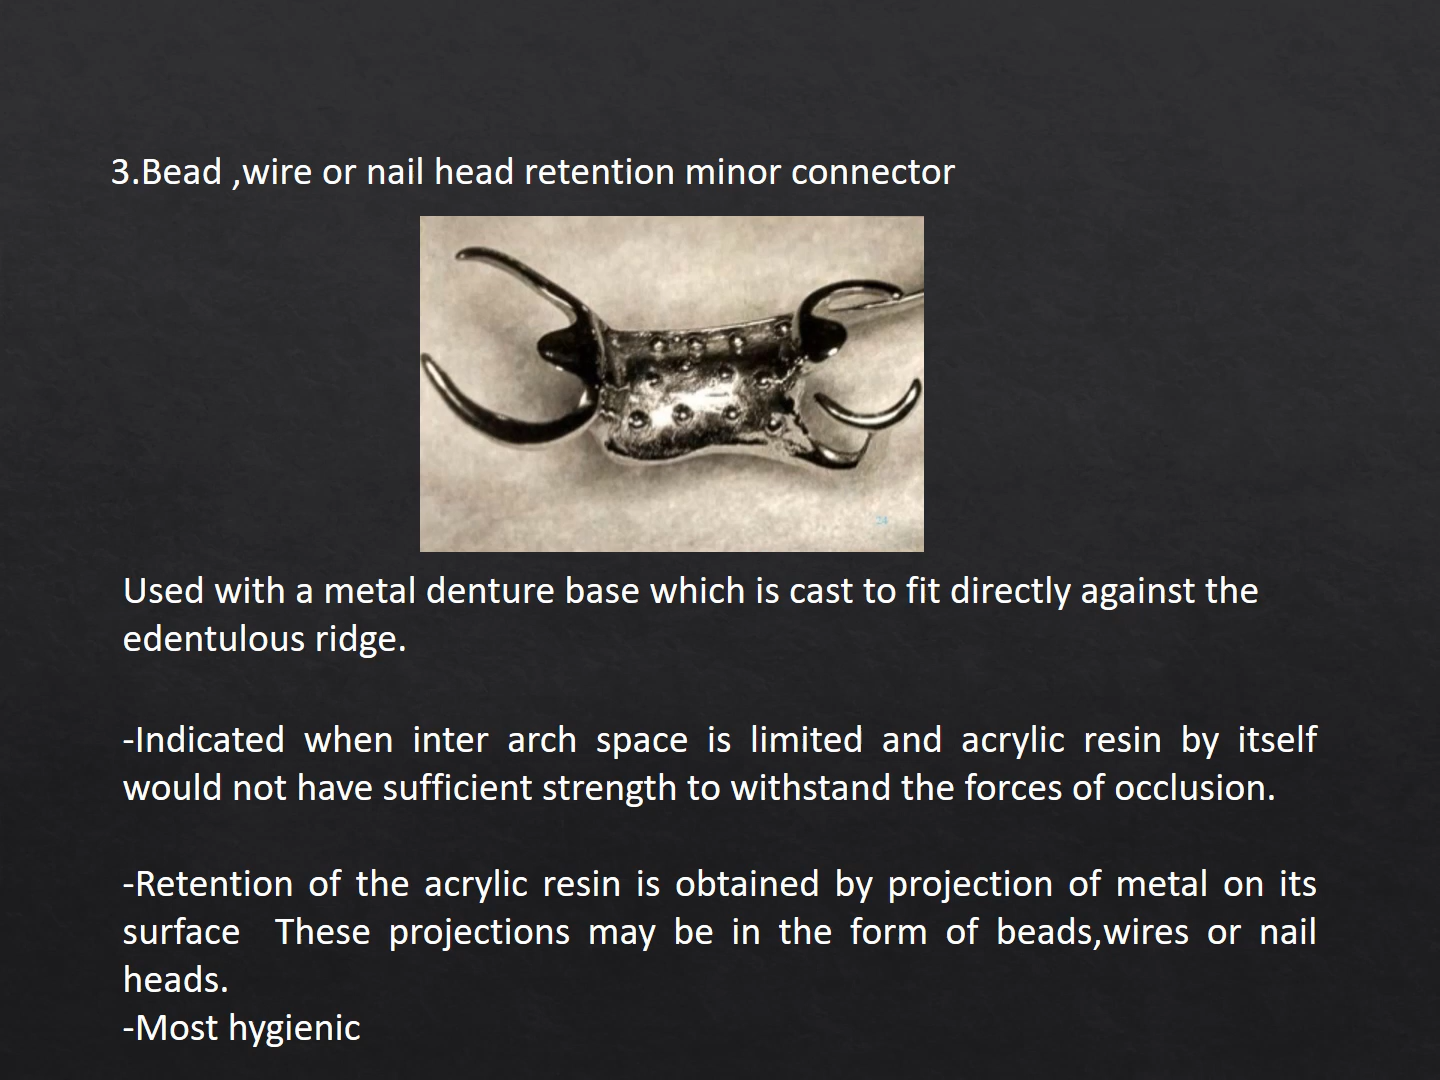 3.Bead ,wire or nail head retention minor connector
24
Used with a metal denture base which is cast to fit directly against the
edentulous ridge.
-Indicated when inter arch space is limited and acrylic resin by itself
would not have sufficient strength to withstand the forces of occlusion.
-Retention of the acrylic resin is obtained by projection of metal on its
surface  These projections may be in the form of beads,wires or nail
heads.
-Most hygienic